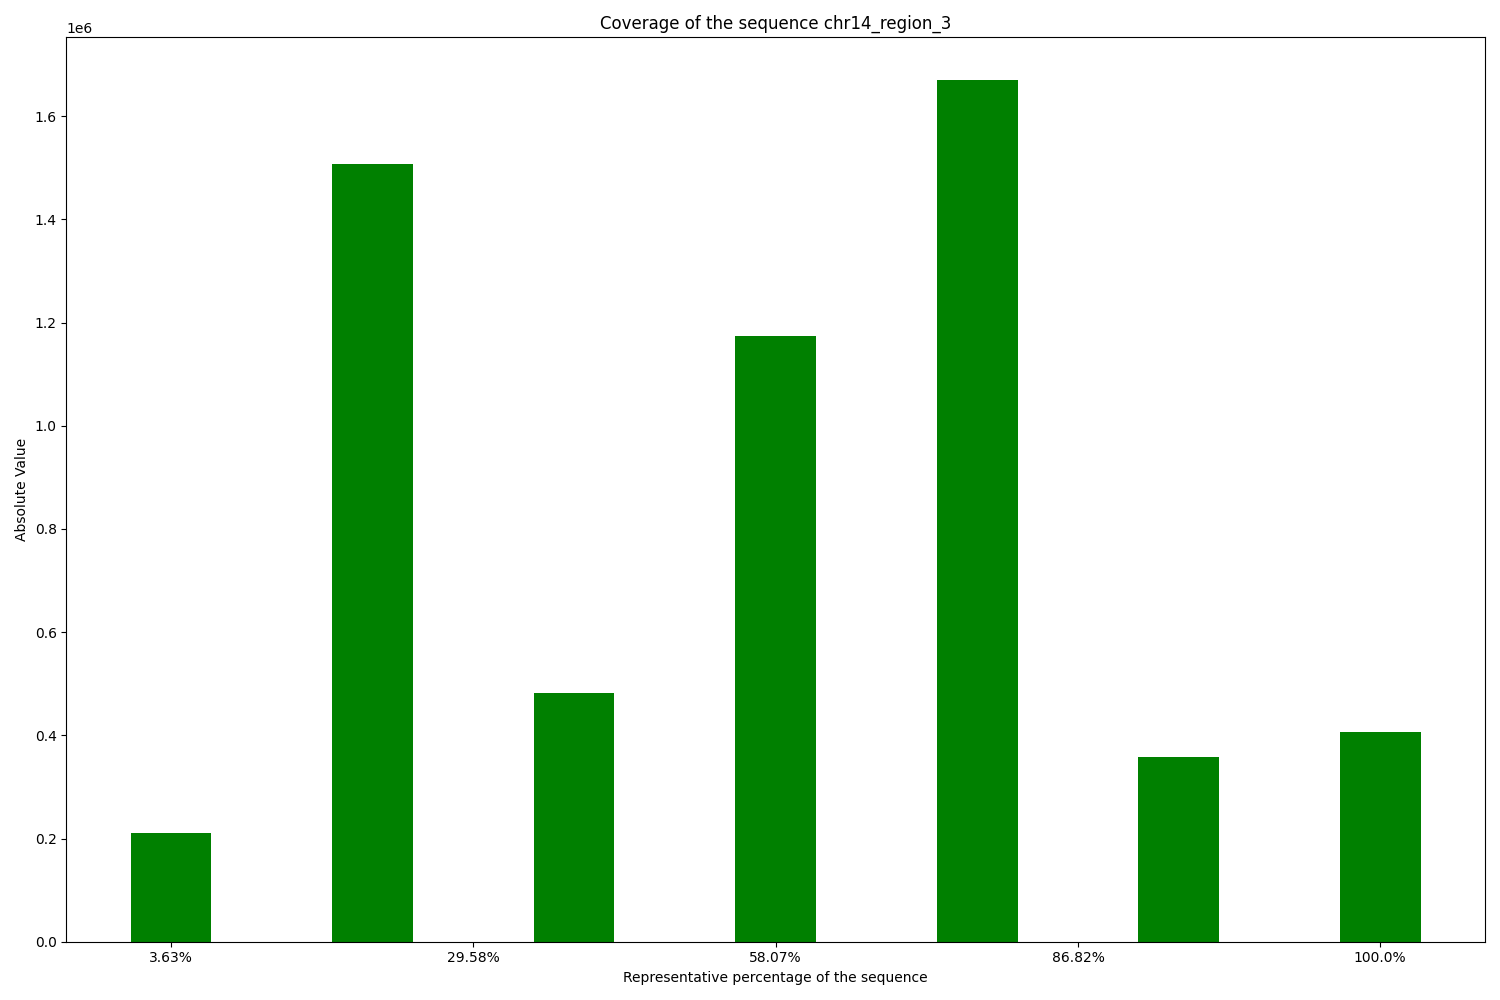 Coverage of the sequence chr14_region_3
1e6
1.6
1.4
1.2
1.0
0.8
0.6
0.4
0.2
0.0
Absolute Value
3.63% 29.58% 58.07% 86.82% 100.0%
Representative percentage of the sequence